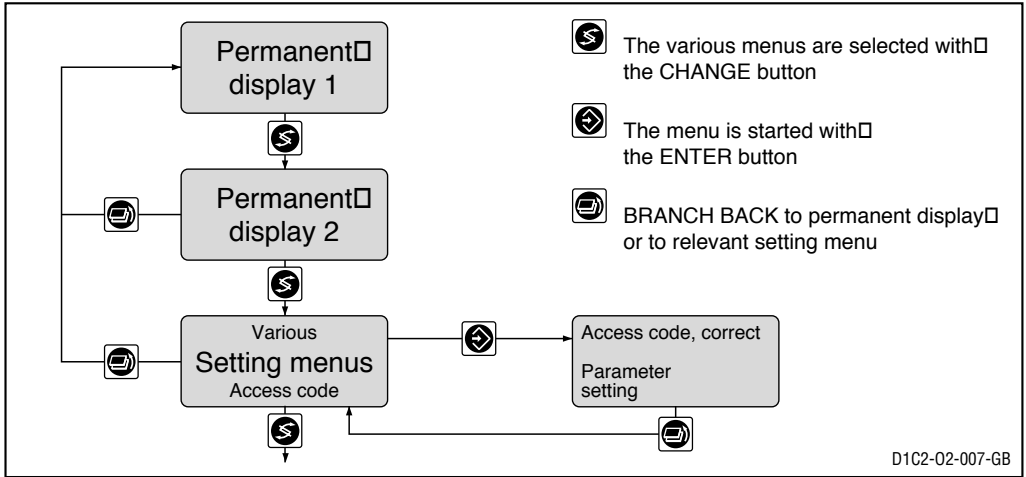 Permanent
display 1
Permanent
display 2
Various
Setting menus
Access code
Access code, correct
Parameter
setting
The various menus are selected with
the CHANGE button
The menu is started with
the ENTER button
BRANCH BACK to permanent display
or to relevant setting menu
D1C2-02-007-GB